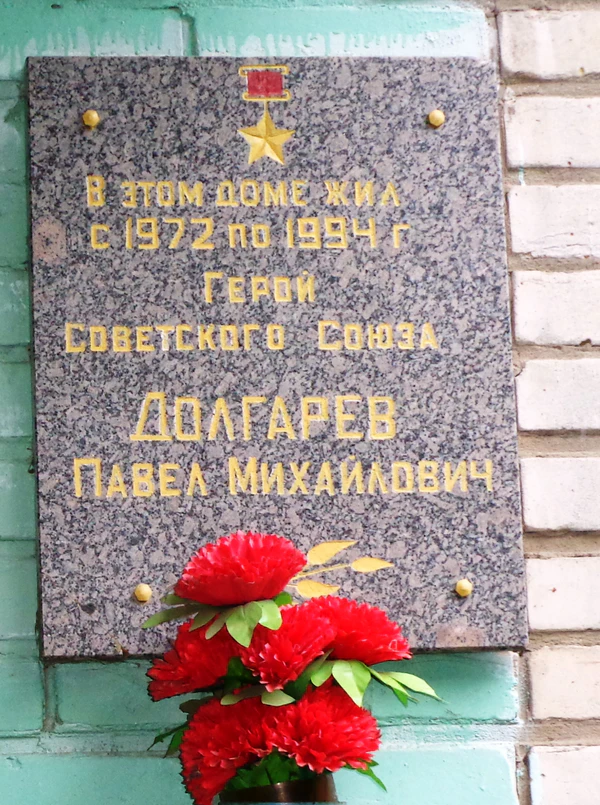 В этом доме жил
с 1972 по 1994 г
Герой
Советского Союза
ДОЛГАРЕВ
Павел Михайлович